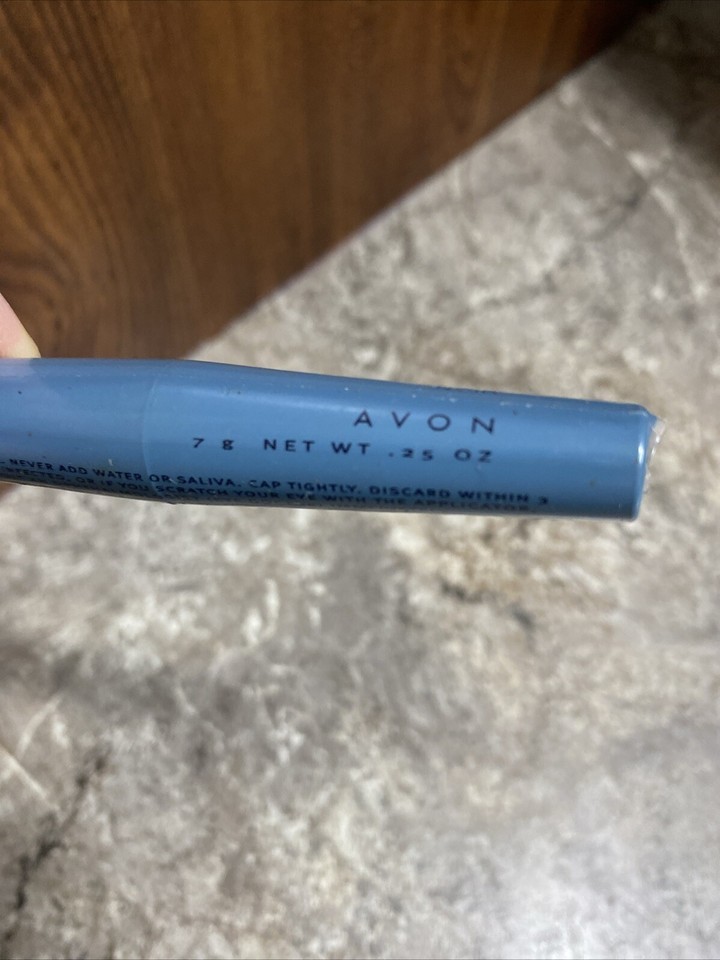 AVON
7 g NET WT .25 OZ
NEVER ADD WATER OR SALIVA. CAP TIGHTLY. DISCARD WITHIN 3
OR IF YOU SCRATCH YOUR EYE WITH THE APPLICATOR.